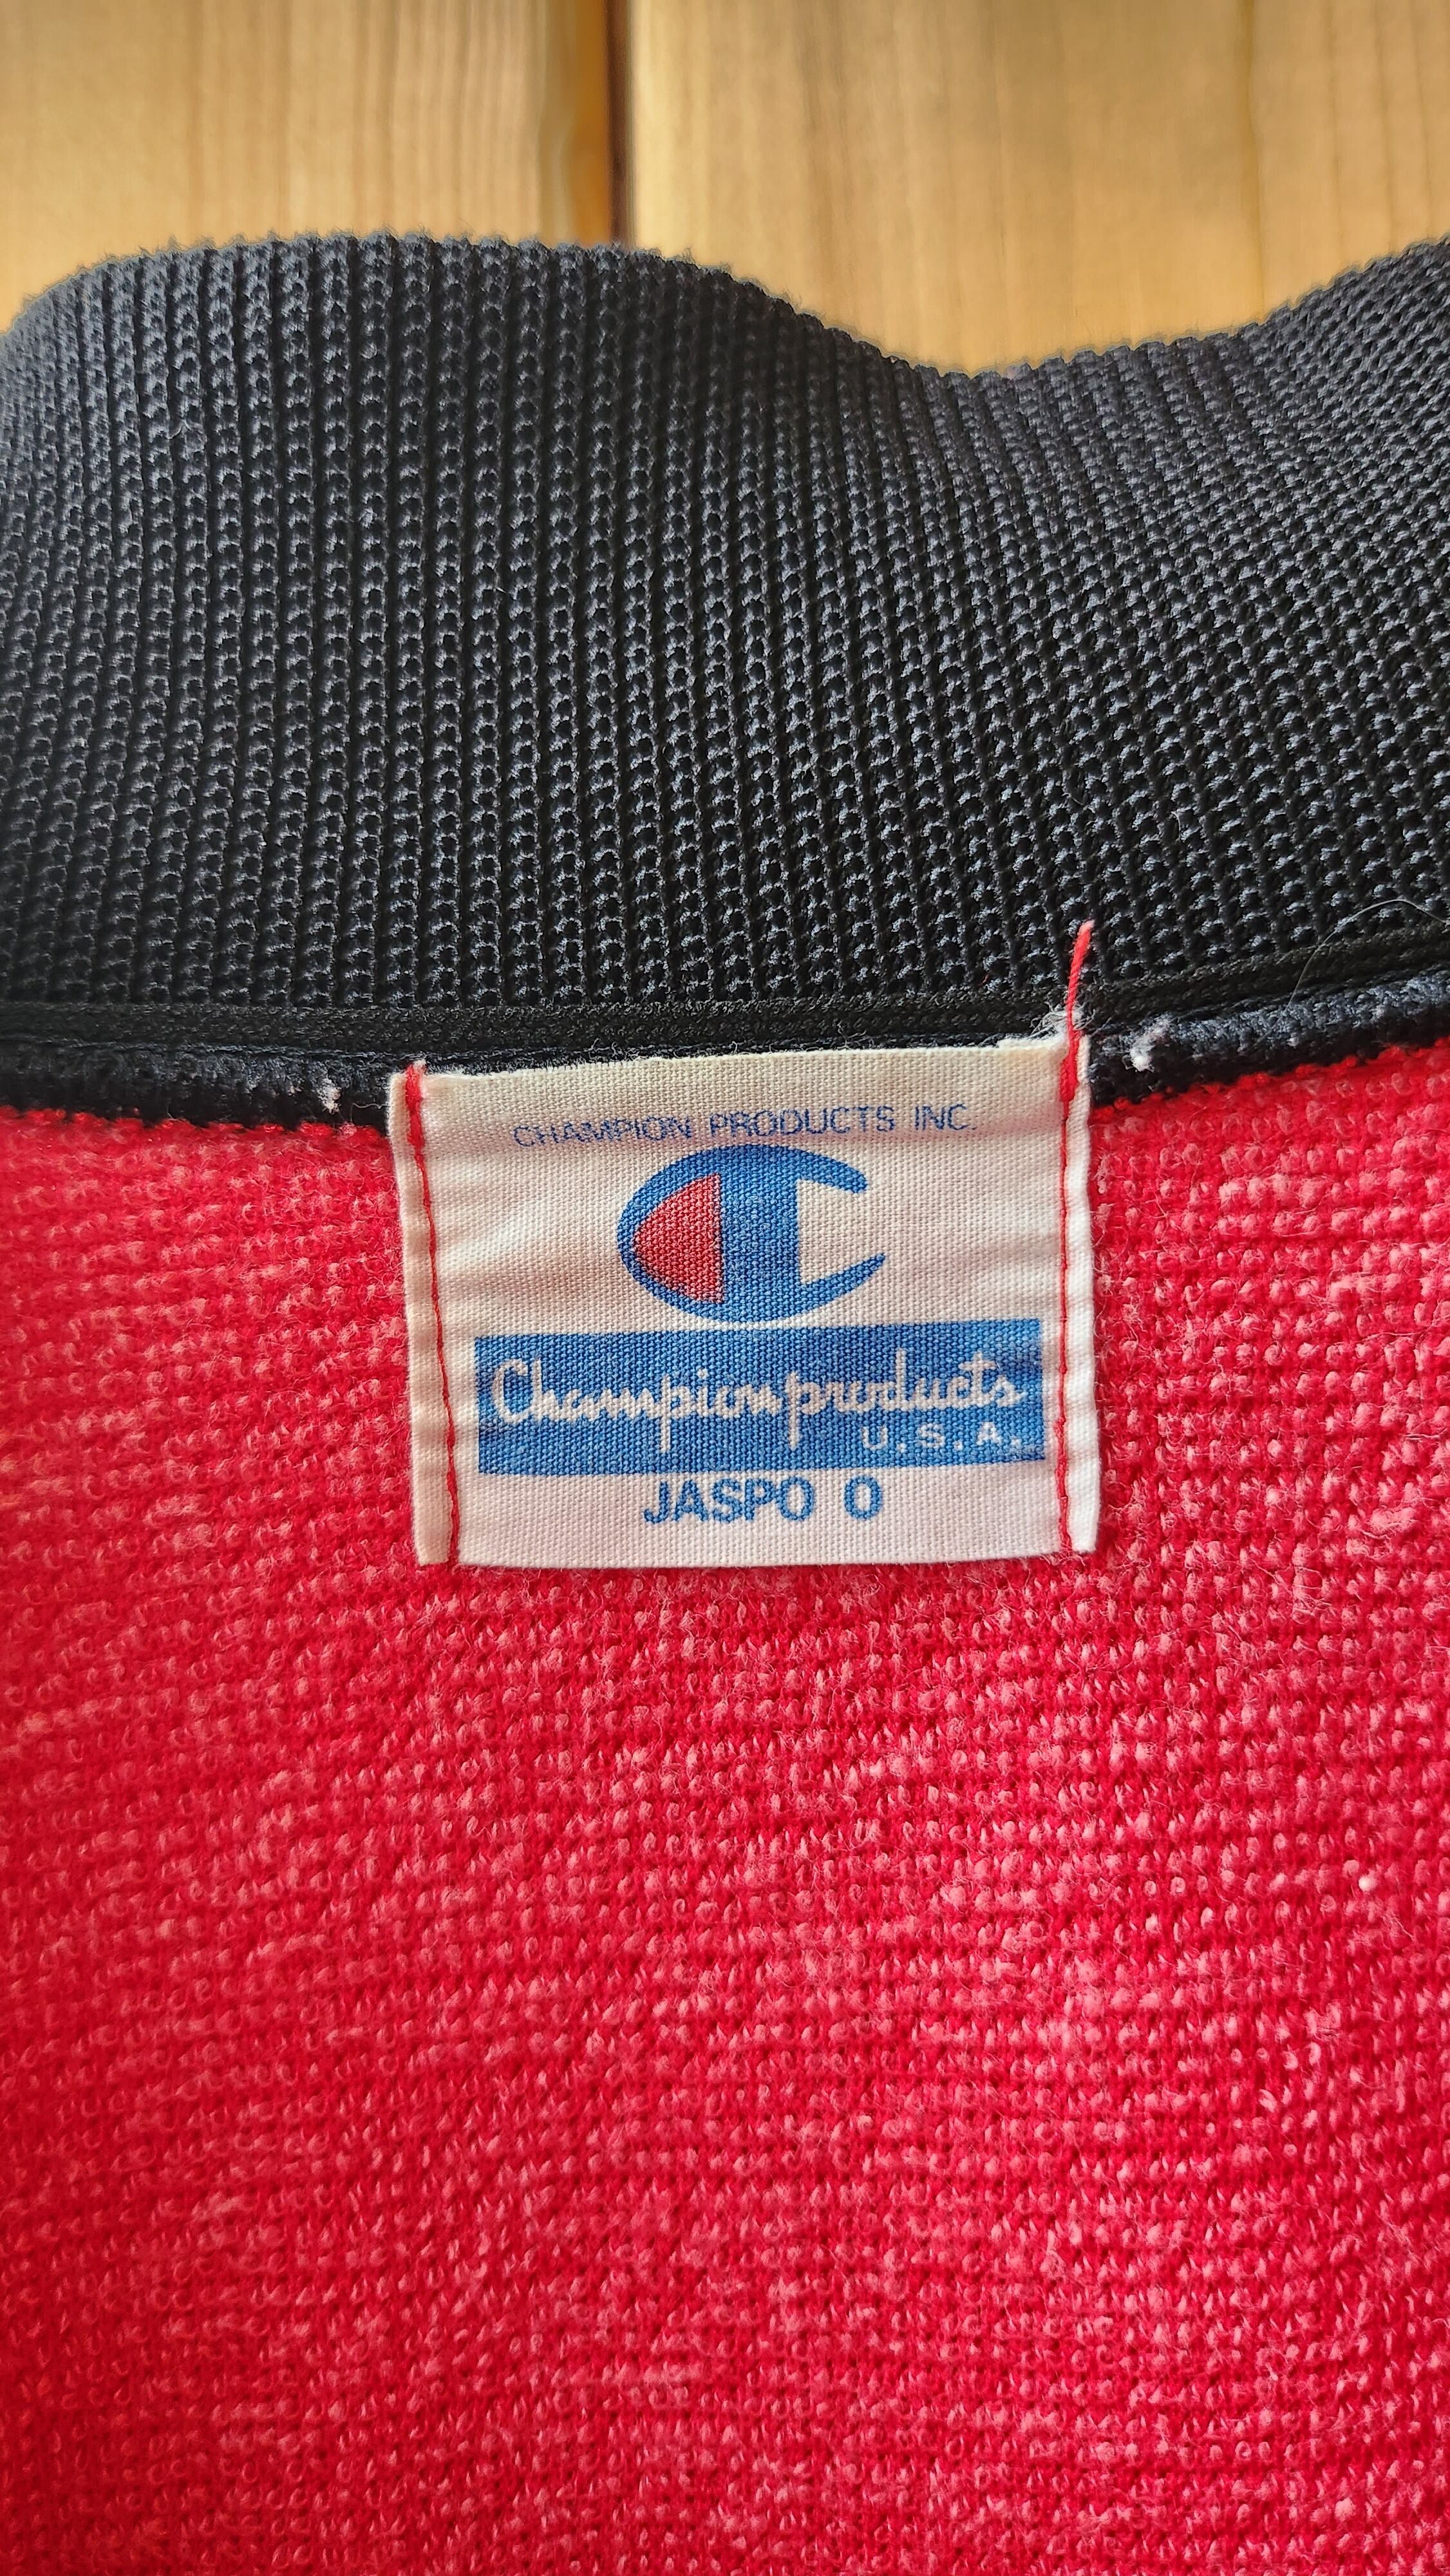 CHAMPION PRODUCTS INC.
Champion products
U.S.A.
JASPO O